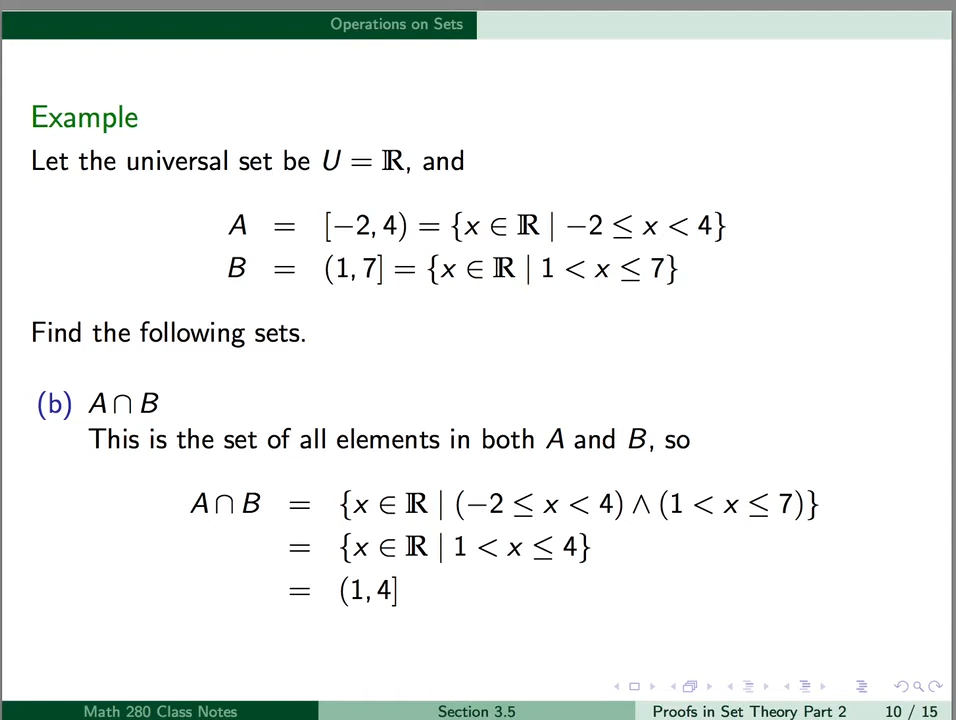 Operations on Sets
Example
Let the universal set be U = ℝ, and
A = [−2, 4) = {x ∈ ℝ | −2 ≤ x < 4}
B = (1, 7] = {x ∈ ℝ | 1 < x ≤ 7}
Find the following sets.
(b) A ∩ B
This is the set of all elements in both A and B, so
A ∩ B = {x ∈ ℝ | (−2 ≤ x < 4) ∧ (1 < x ≤ 7)}
= {x ∈ ℝ | 1 < x ≤ 4}
= (1, 4]
Math 280 Class Notes Section 3.5 Proofs in Set Theory Part 2 10 / 15